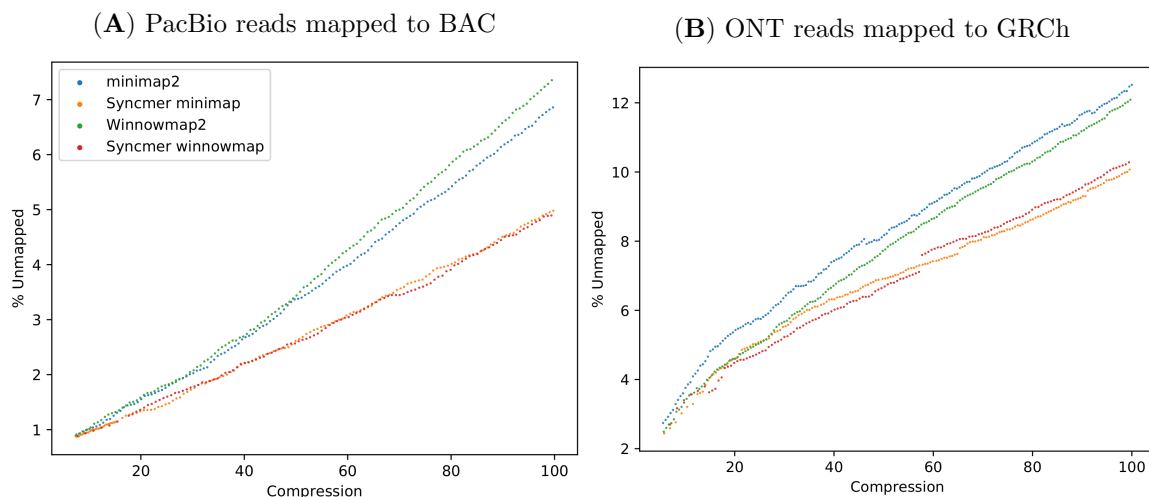 (A) PacBio reads mapped to BAC
minimap2
Syncmer minimap
Winnowmap2
Syncmer winnowmap
% Unmapped
7
6
5
4
3
2
1
20 40 60 80 100
Compression
(B) ONT reads mapped to GRCh
% Unmapped
12
10
8
6
4
2
20 40 60 80 100
Compression